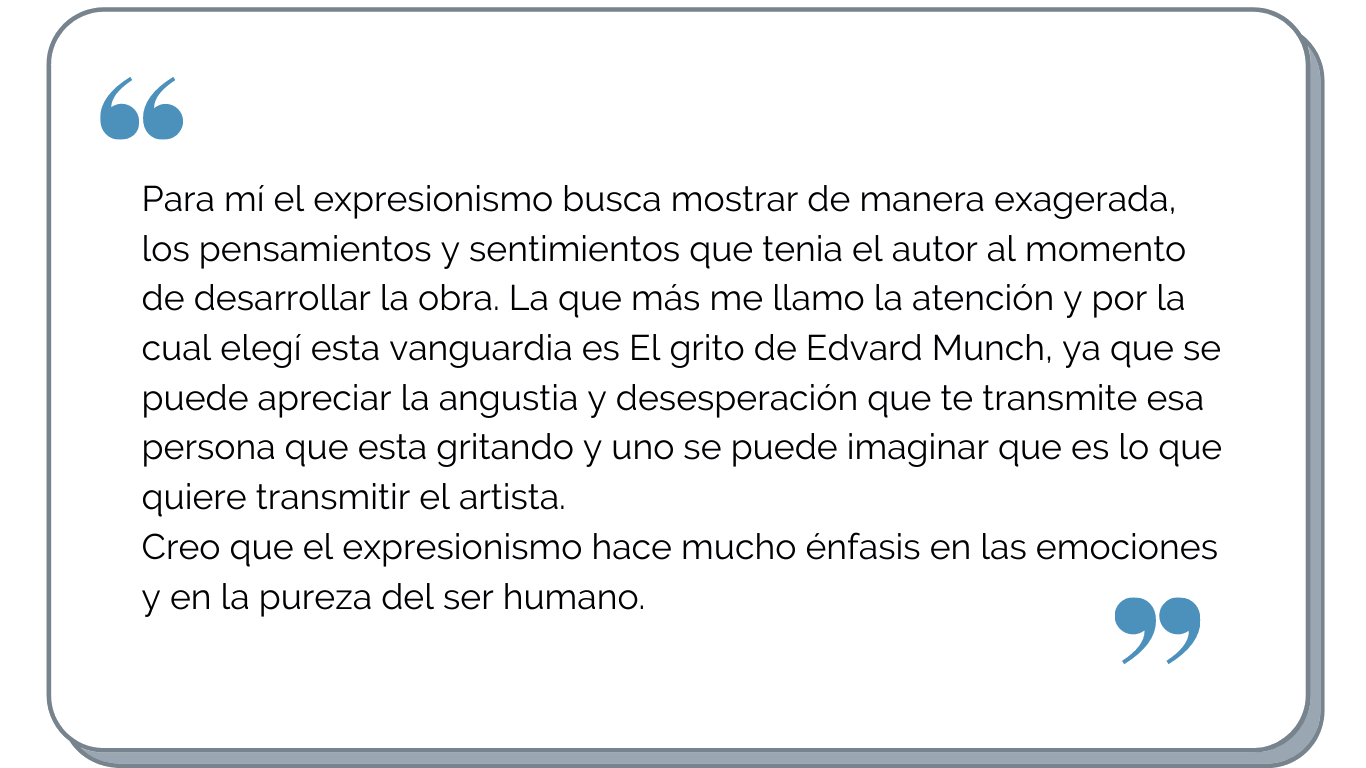 Para mí el expresionismo busca mostrar de manera exagerada,
los pensamientos y sentimientos que tenia el autor al momento
de desarrollar la obra. La que más me llamo la atención y por la
cual elegí esta vanguardia es El grito de Edvard Munch, ya que se
puede apreciar la angustia y desesperación que te transmite esa
persona que esta gritando y uno se puede imaginar que es lo que
quiere transmitir el artista.
Creo que el expresionismo hace mucho énfasis en las emociones
y en la pureza del ser humano.